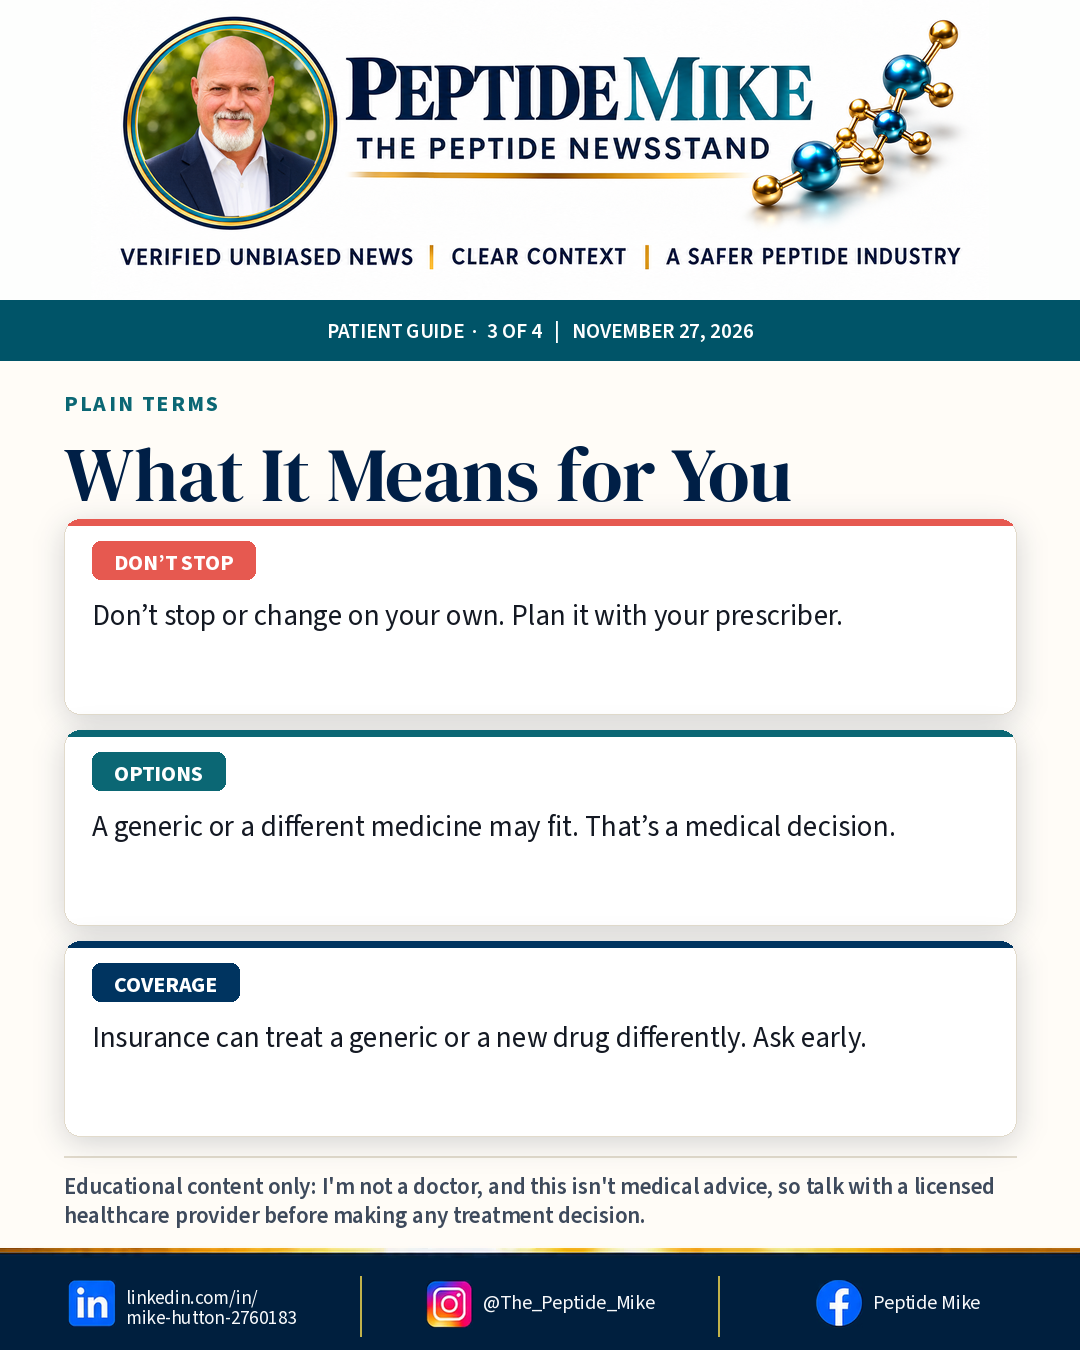 PEPTIDEMIKE
THE PEPTIDE NEWSSTAND
VERIFIED UNBIASED NEWS | CLEAR CONTEXT | A SAFER PEPTIDE INDUSTRY
PATIENT GUIDE · 3 OF 4 | NOVEMBER 27, 2026
PLAIN TERMS
What It Means for You
DON’T STOP
Don’t stop or change on your own. Plan it with your prescriber.
OPTIONS
A generic or a different medicine may fit. That’s a medical decision.
COVERAGE
Insurance can treat a generic or a new drug differently. Ask early.
Educational content only: I'm not a doctor, and this isn't medical advice, so talk with a licensed
healthcare provider before making any treatment decision.
in
linkedin.com/in/
mike-hutton-2760183
@The_Peptide_Mike
Peptide Mike